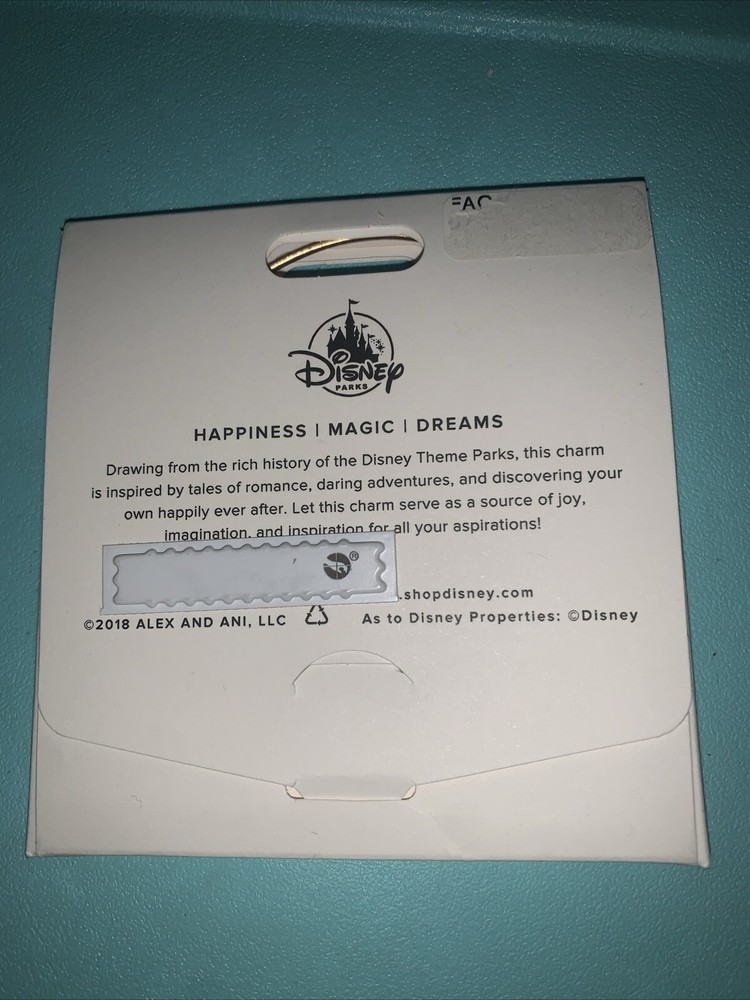 =AC
Disney
PARKS
HAPPINESS | MAGIC | DREAMS
Drawing from the rich history of the Disney Theme Parks, this charm
is inspired by tales of romance, daring adventures, and discovering your
own happily ever after. Let this charm serve as a source of joy,
imagination, and inspiration for all your aspirations!
®
.shopdisney.com
©2018 ALEX AND ANI, LLC As to Disney Properties: ©Disney